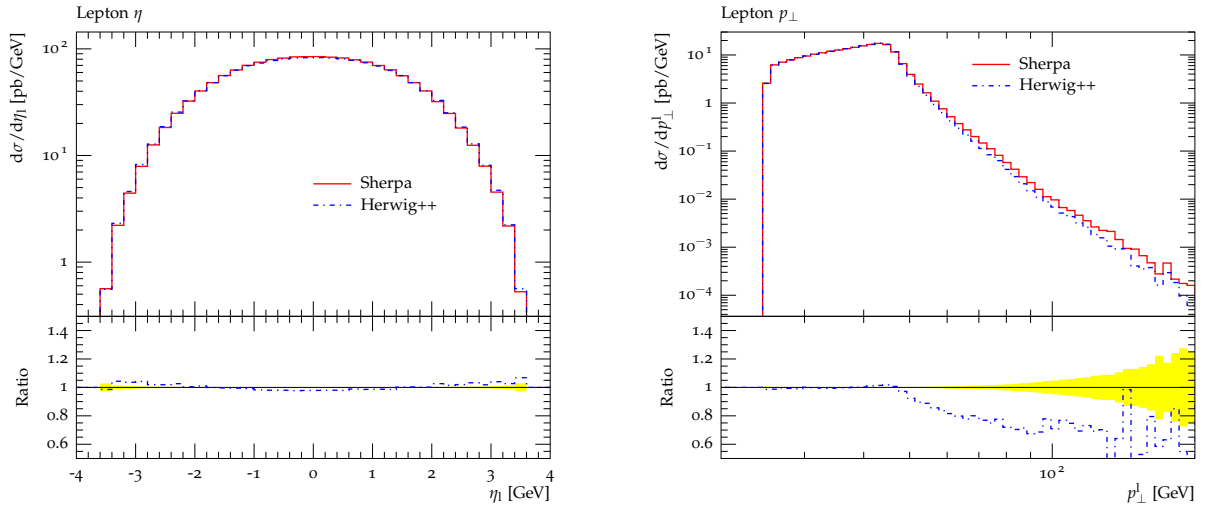 Lepton η
10²
10¹
1
dσ/dη_l [pb/GeV]
Sherpa
Herwig++
1.4
1.2
1
0.8
0.6
Ratio
-4 -3 -2 -1 0 1 2 3 4
η_l [GeV]
Lepton p_⊥
10¹
1
10⁻¹
10⁻²
10⁻³
10⁻⁴
dσ/dp_⊥^l [pb/GeV]
Sherpa
Herwig++
1.4
1.2
1
0.8
0.6
Ratio
10²
p_⊥^l [GeV]